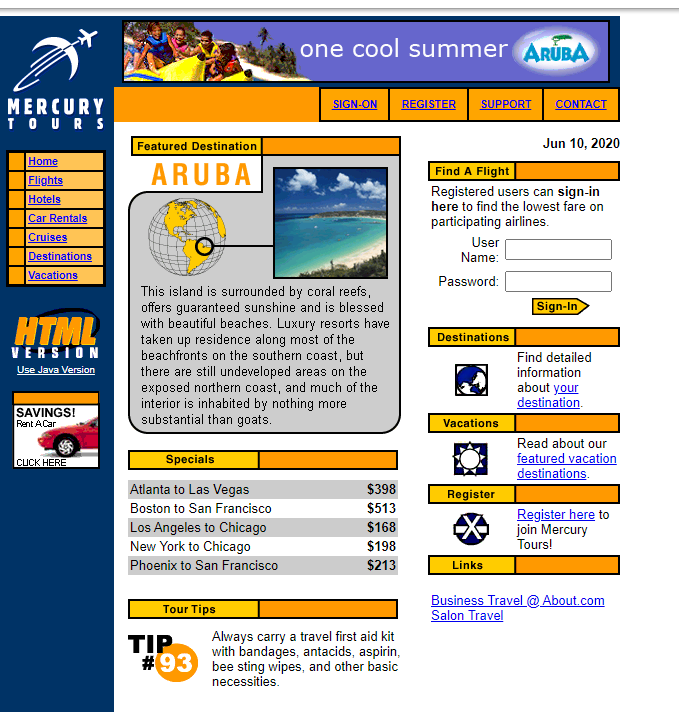 one cool summer
ARUBA
MERCURY
TOURS
SIGN-ON
REGISTER
SUPPORT
CONTACT
Home
Flights
Hotels
Car Rentals
Cruises
Destinations
Vacations
HTML
VERSION
Use Java Version
SAVINGS!
Rent A Car
CLICK HERE
Featured Destination
ARUBA
This island is surrounded by coral reefs,
offers guaranteed sunshine and is blessed
with beautiful beaches. Luxury resorts have
taken up residence along most of the
beachfronts on the southern coast, but
there are still undeveloped areas on the
exposed northern coast, and much of the
interior is inhabited by nothing more
substantial than goats.
Specials
Atlanta to Las Vegas $398
Boston to San Francisco $513
Los Angeles to Chicago $168
New York to Chicago $198
Phoenix to San Francisco $213
Tour Tips
TIP
#93
Always carry a travel first aid kit
with bandages, antacids, aspirin,
bee sting wipes, and other basic
necessities.
Jun 10, 2020
Find A Flight
Registered users can sign-in
here to find the lowest fare on
participating airlines.
User
Name:
Password:
Sign-In
Destinations
Find detailed
information
about your
destination.
Vacations
Read about our
featured vacation
destinations.
Register
Register here to
join Mercury
Tours!
Links
Business Travel @ About.com
Salon Travel